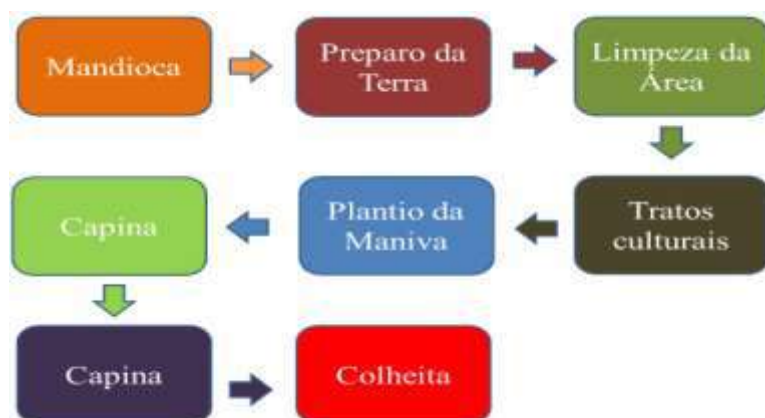 Mandioca
Preparo da
Terra
Limpeza da
Área
Tratos
culturais
Plantio da
Maniva
Capina
Capina
Colheita